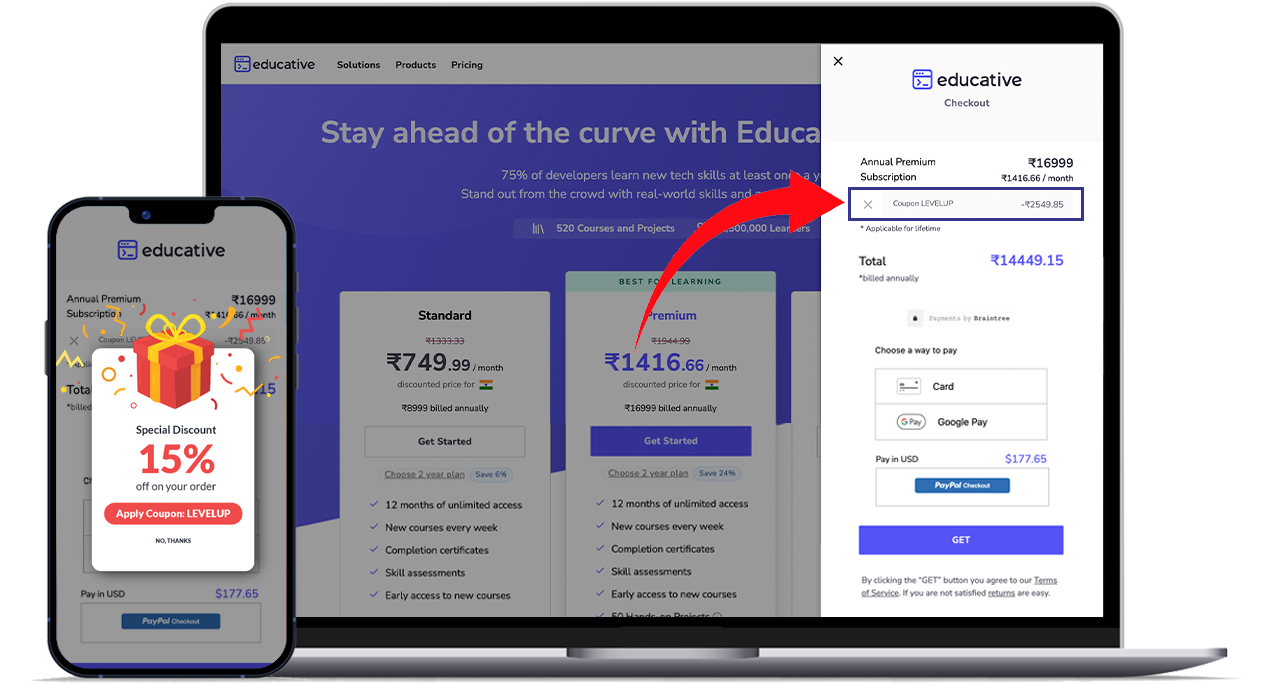 educative
Solutions
Products
Pricing
Stay ahead of the curve with Educa
75% of developers learn new tech skills at least once a y
Stand out from the crowd with real-world skills and
520 Courses and Projects
500,000 Learners
Standard
₹1333.33
₹749.99 / month
discounted price for
₹8999 billed annually
Get Started
Choose 2 year plan
Save 6%
12 months of unlimited access
New courses every week
Completion certificates
Skill assessments
Early access to new courses
BEST FOR LEARNING
Premium
₹1944.99
₹1416.66 / month
discounted price for
₹16999 billed annually
Get Started
Choose 2 year plan
Save 24%
12 months of unlimited access
New courses every week
Completion certificates
Skill assessments
Early access to new courses
50 Hands-on Projects
educative
Checkout
Annual Premium
Subscription
₹16999
₹1416.66 / month
Coupon LEVELUP
-₹2549.85
* Applicable for lifetime
Total
₹14449.15
*billed annually
Payments by Braintree
Choose a way to pay
Card
G Pay
Google Pay
Pay in USD
$177.65
PayPal Checkout
GET
By clicking the "GET" button you agree to our Terms
of Service. If you are not satisfied returns are easy.
educative
Annual Premium
Subscription
₹16999
₹1416.66 / month
Coupon LEV
-₹2549.85
Tota
15
*billed
Special Discount
15%
off on your order
Apply Coupon: LEVELUP
NO, THANKS
Pay in USD
$177.65
PayPal Checkout